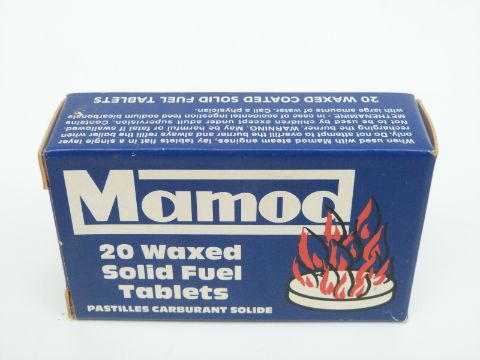 When used with Mamod steam engines, lay tablets flat in a single layer
only. Do not attempt to overfill the burner and always refill the boiler when
recharging the burner. WARNING. May be harmful or fatal if swallowed.
Not to be used by children except under adult supervision. Contains
METHENAMINE - in case of accidental ingestion feed sodium bicarbonate
with large amounts of water. Call a physician.
20 WAXED COATED SOLID FUEL TABLETS
Mamod
20 Waxed
Solid Fuel
Tablets
PASTILLES CARBURANT SOLIDE